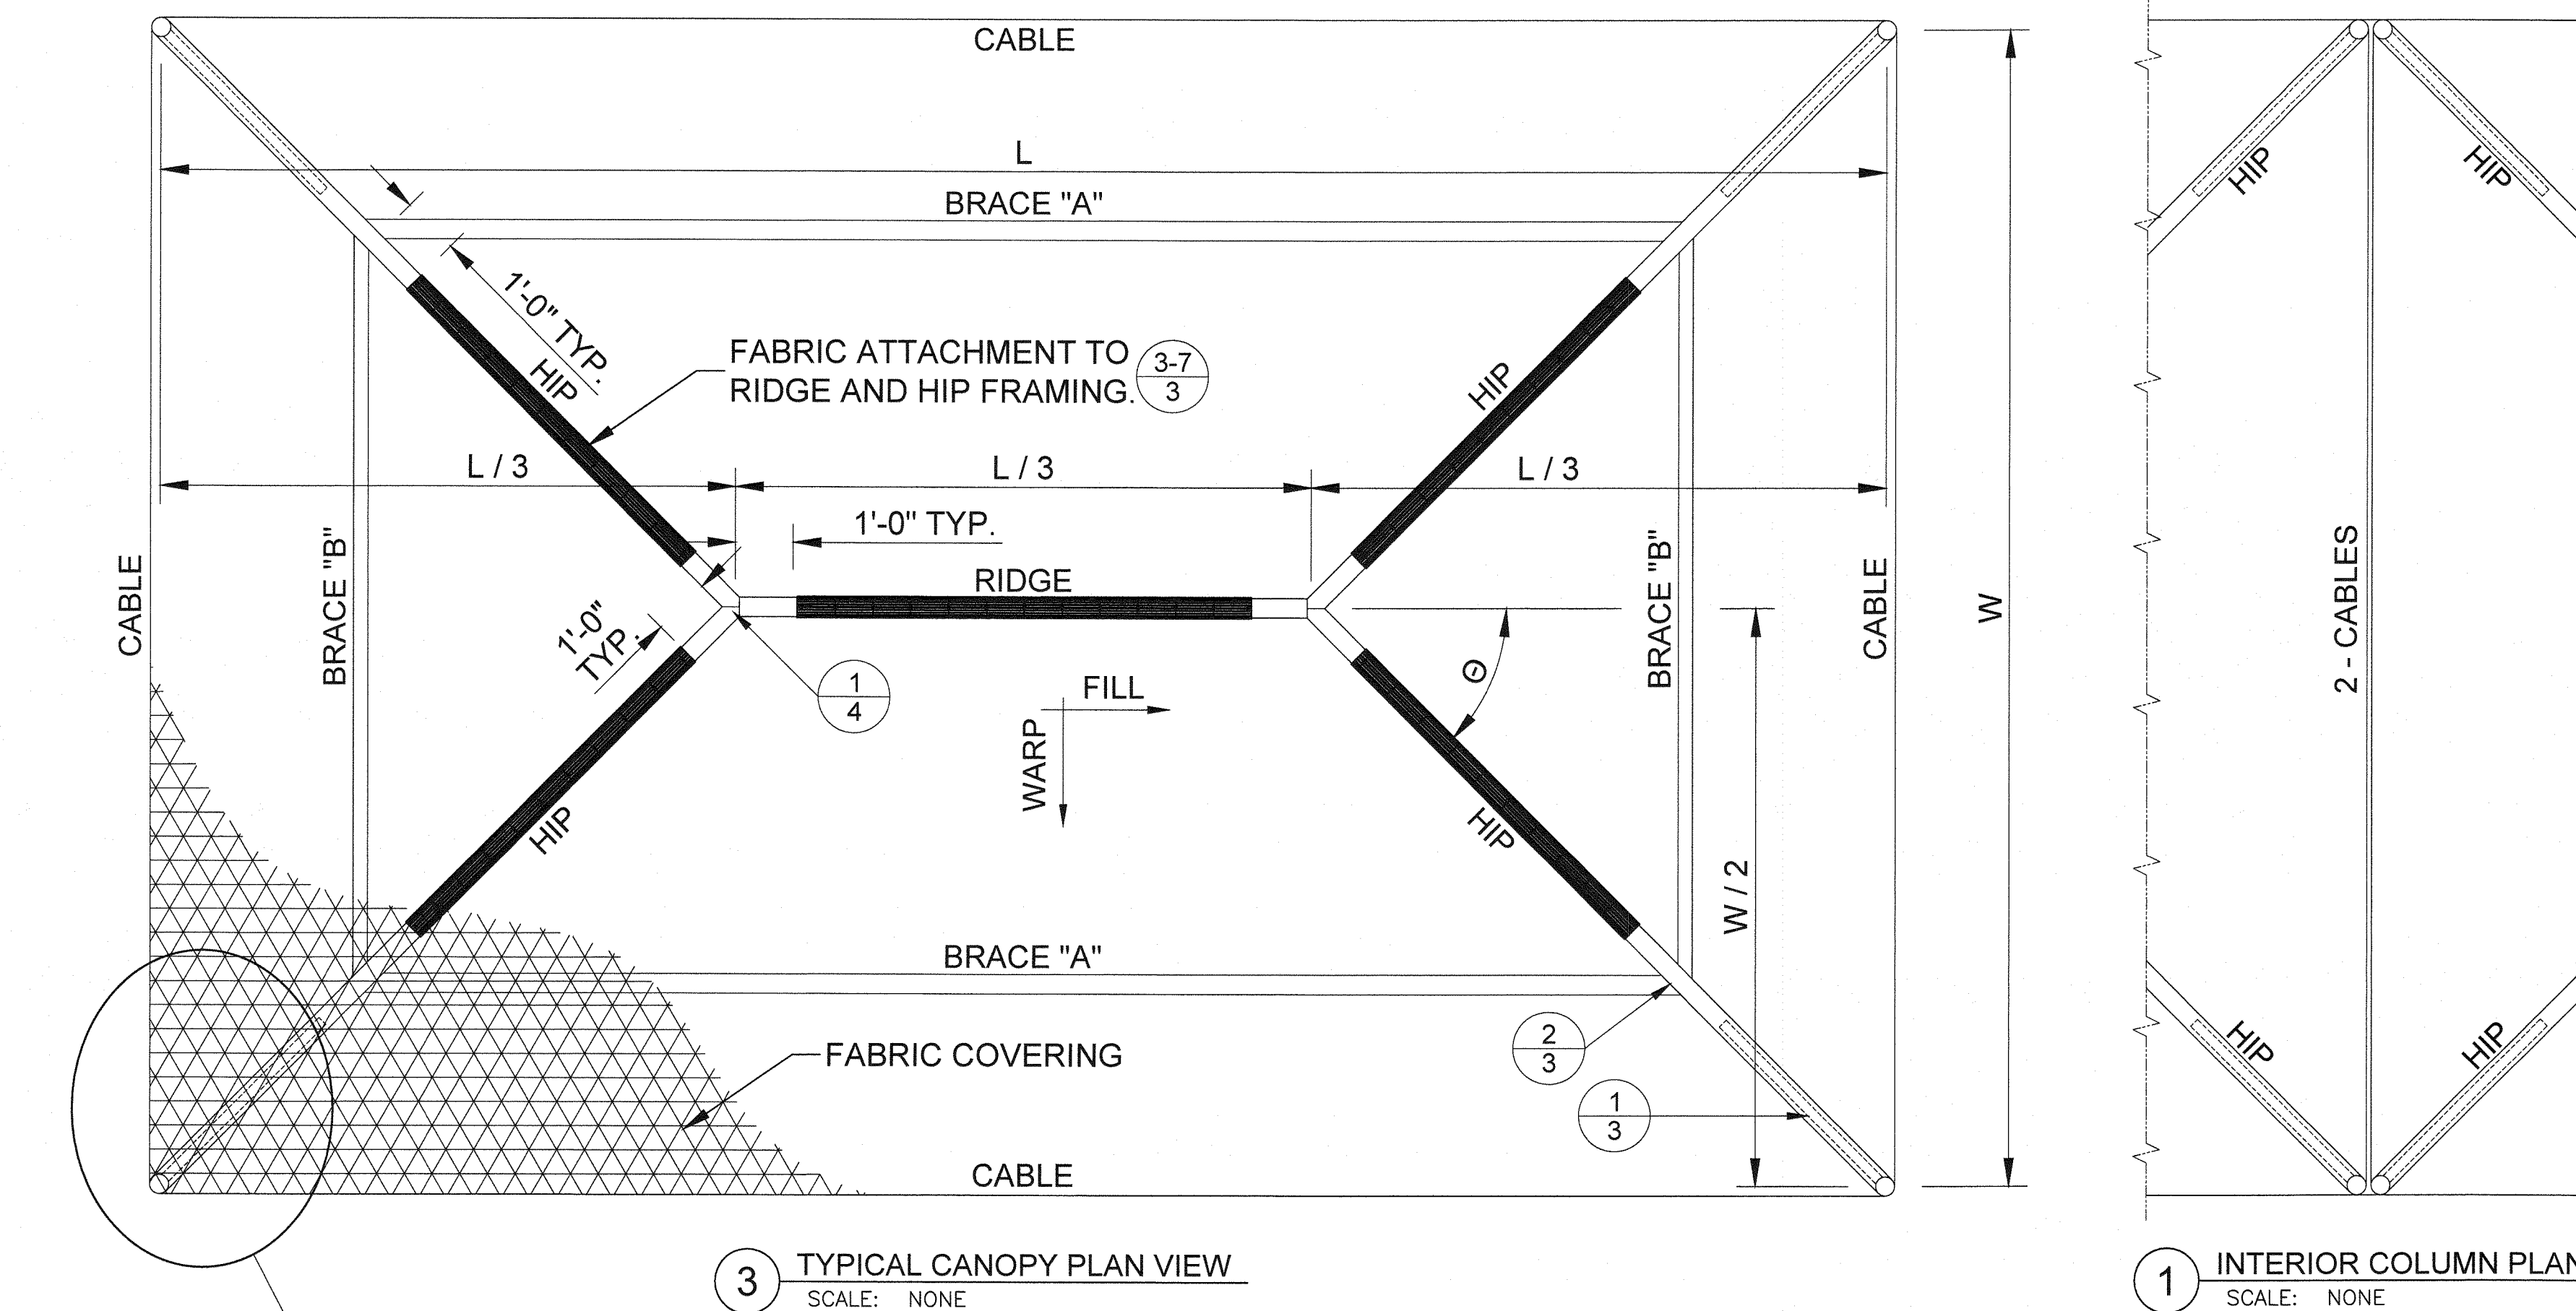 CABLE
L
BRACE "A"
1'-0" TYP.
HIP
FABRIC ATTACHMENT TO
RIDGE AND HIP FRAMING.
3-7
3
HIP
L / 3
L / 3
L / 3
1'-0" TYP.
RIDGE
CABLE
BRACE "B"
1'-0"
TYP.
1
4
FILL
WARP
Θ
BRACE "B"
CABLE
W
HIP
HIP
W / 2
BRACE "A"
FABRIC COVERING
2
3
1
3
CABLE
3
TYPICAL CANOPY PLAN VIEW
SCALE: NONE
HIP
HIP
2 - CABLES
HIP
HIP
1
INTERIOR COLUMN PLAN
SCALE: NONE